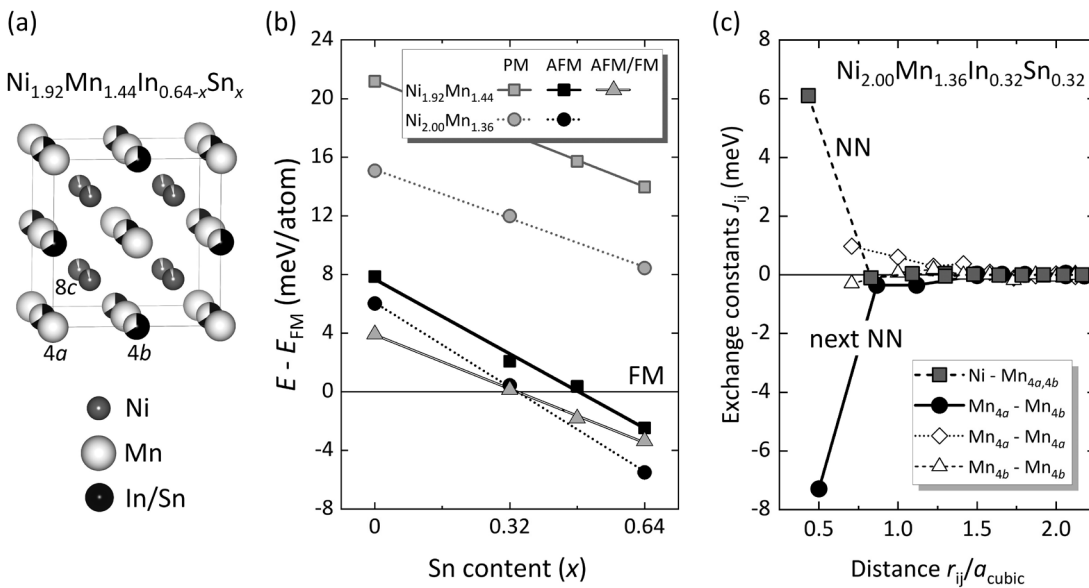 (a)
Ni1.92Mn1.44In0.64-xSnx
8c
4a 4b
Ni
Mn
In/Sn
(b)
E - EFM (meV/atom)
24
20
16
12
8
4
0
-4
-8
PM AFM AFM/FM
Ni1.92Mn1.44
Ni2.00Mn1.36
FM
0 0.32 0.64
Sn content (x)
(c)
Exchange constants Jij (meV)
8
6
4
2
0
-2
-4
-6
-8
Ni2.00Mn1.36In0.32Sn0.32
NN
next NN
Ni - Mn4a,4b
Mn4a - Mn4b
Mn4a - Mn4a
Mn4b - Mn4b
0.5 1.0 1.5 2.0
Distance rij/acubic